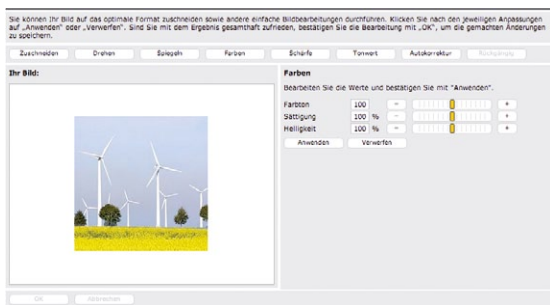 Sie können Ihr Bild auf das optimale Format zuschneiden sowie andere einfache Bildbearbeitungen durchführen. Klicken Sie nach den jeweiligen Anpassungen
auf „Anwenden" oder „Verwerfen". Sind Sie mit dem Ergebnis gesamthaft zufrieden, bestätigen Sie die Bearbeitung mit „OK", um die gemachten Änderungen
zu speichern.
Zuschneiden Drehen Spiegeln Farben Schärfe Tonwert Autokorrektur Rückgängig
Ihr Bild:
Farben
Bearbeiten Sie die Werte und bestätigen Sie mit "Anwenden".
Farbton 100 - +
Sättigung 100 % - +
Helligkeit 100 % - +
Anwenden Verwerfen
OK Abbrechen